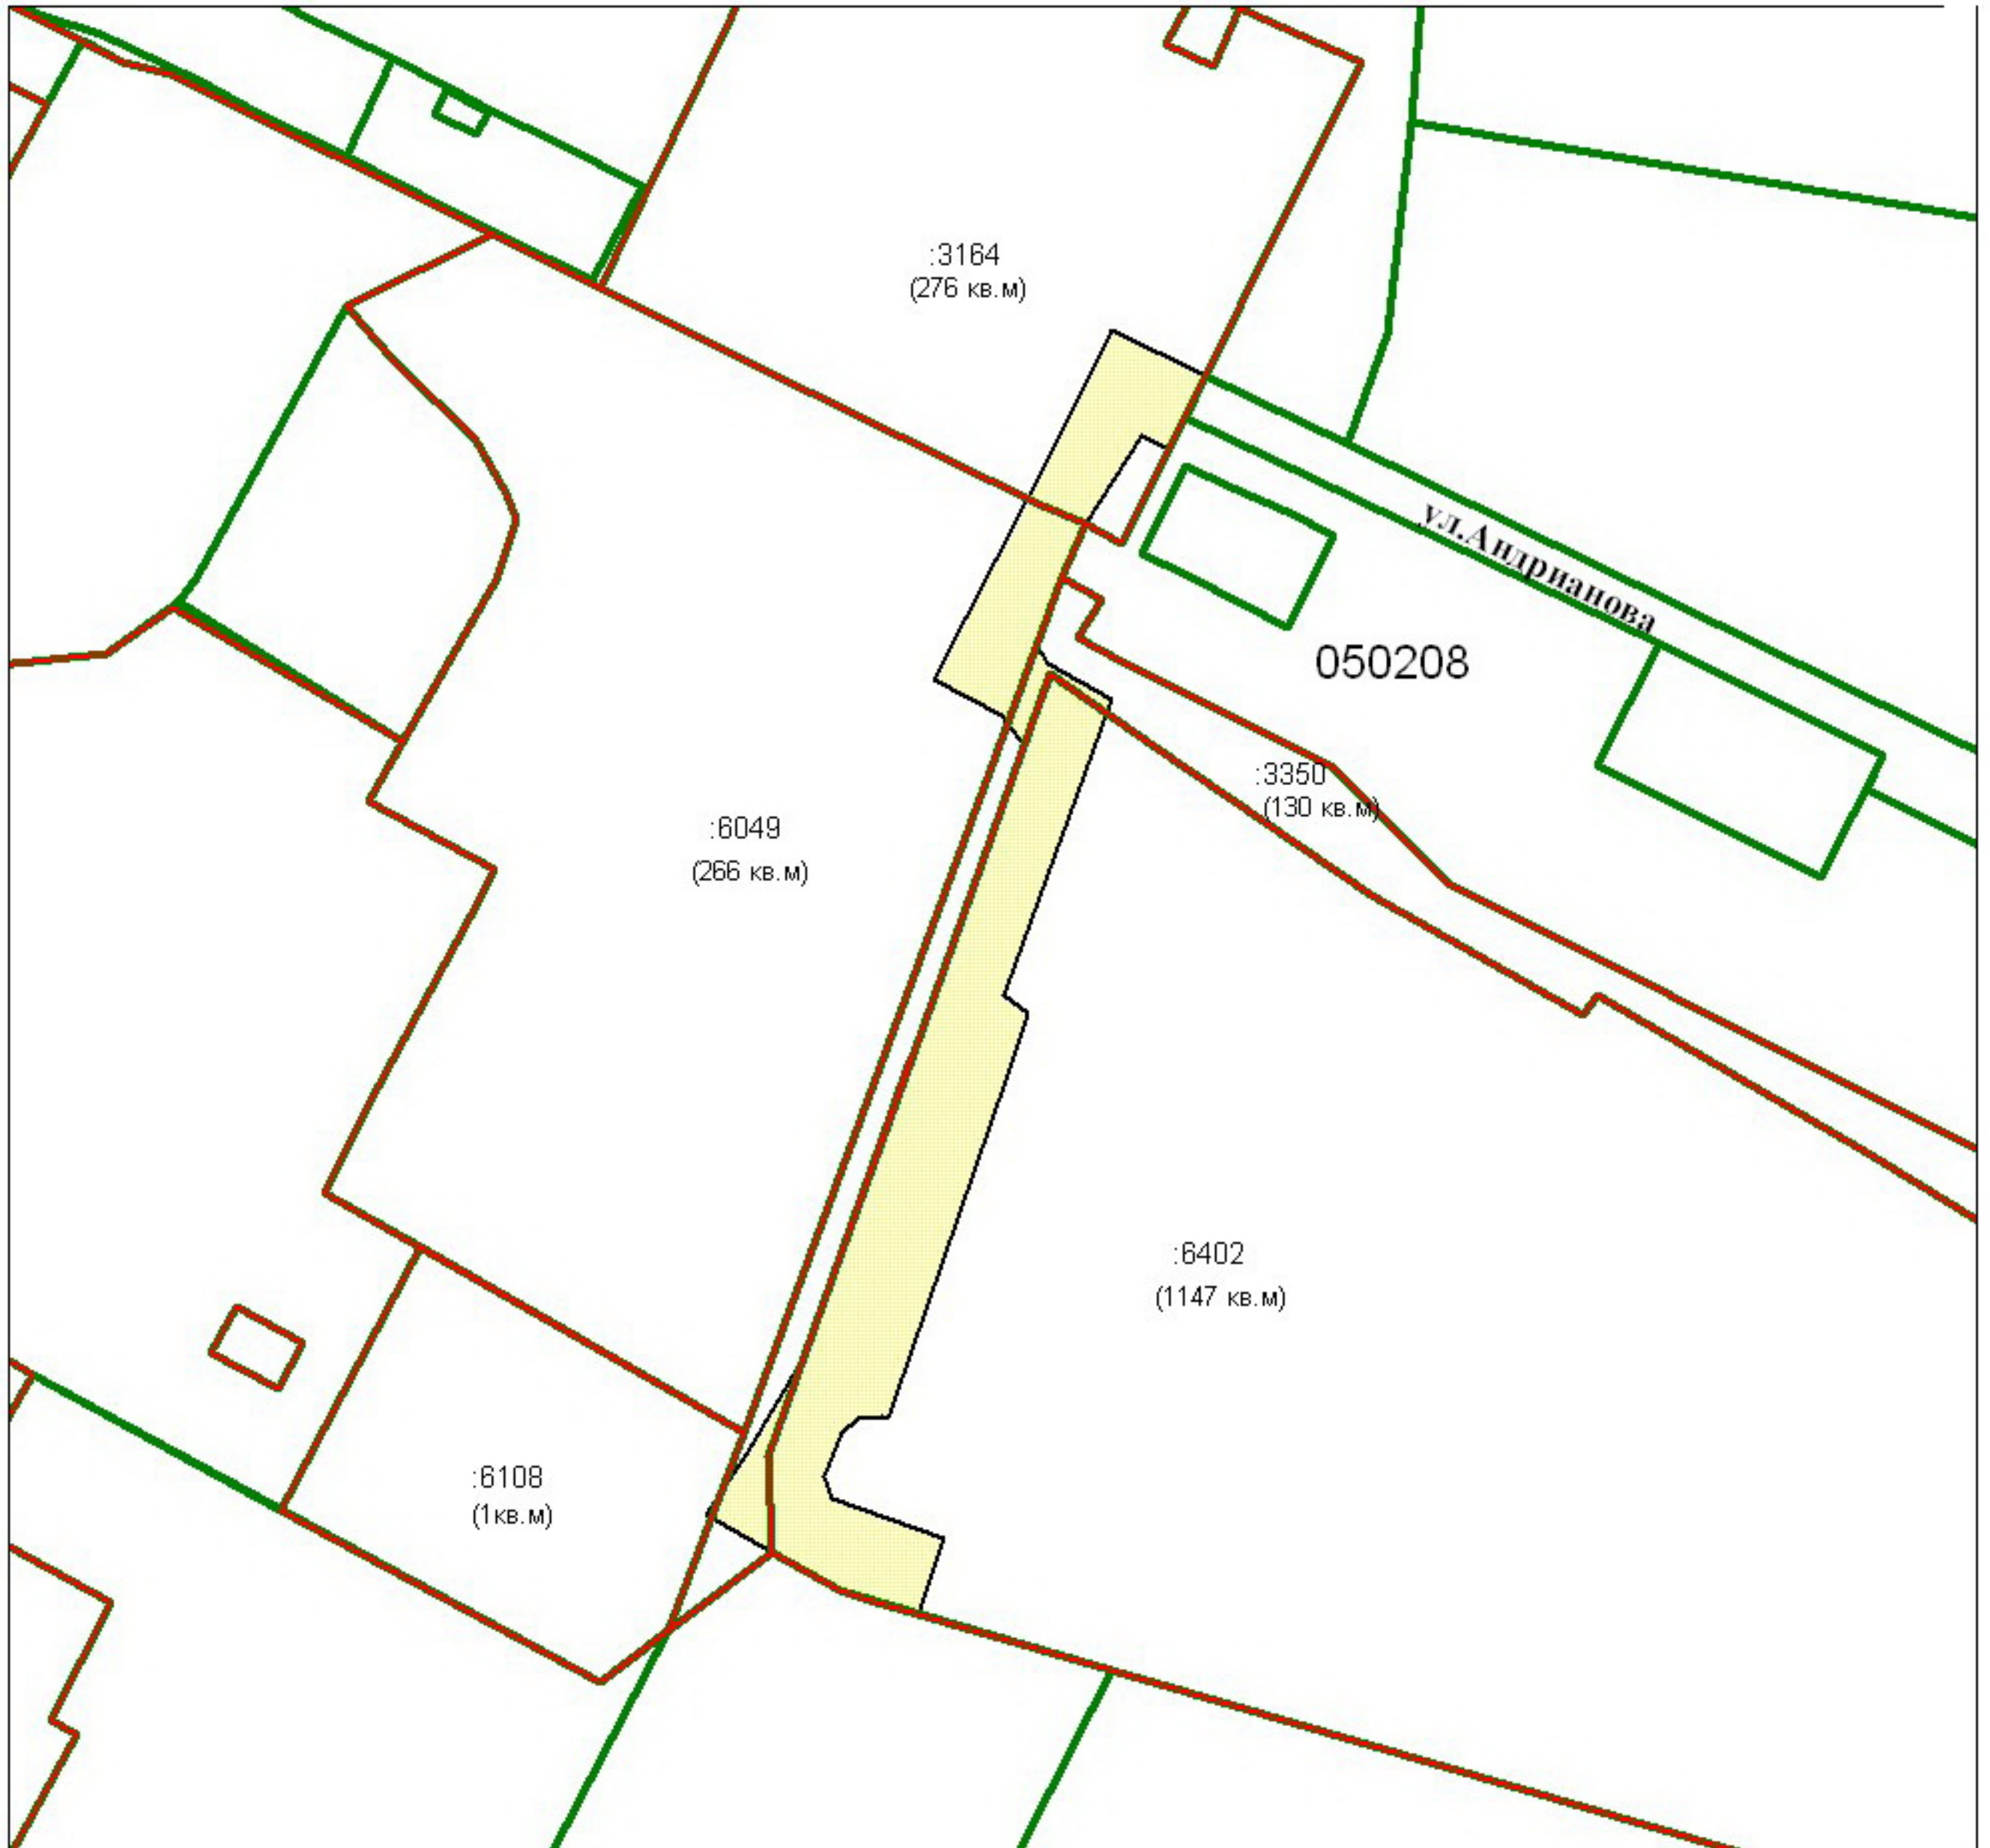 :3164
(276 кв.м)
ул.Андрианова
050208
:3350
(130 кв.м)
:6049
(266 кв.м)
:6402
(1147 кв.м)
:6108
(1кв.м)